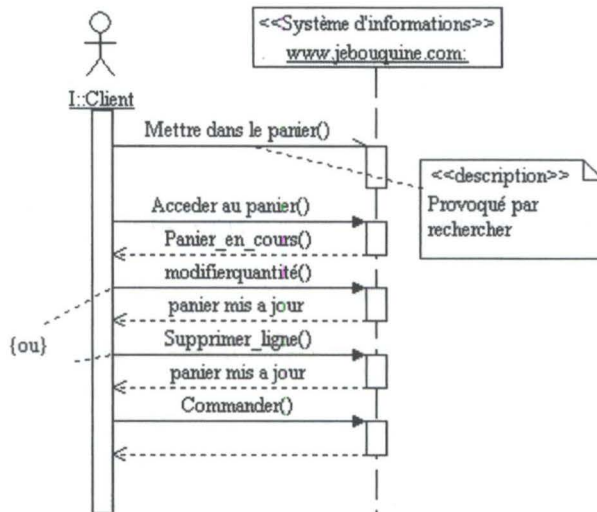 <<Système d'informations>>
www.jebouquine.com:
I::Client
Mettre dans le panier()
<<description>>
Provoqué par
rechercher
Acceder au panier()
Panier_en_cours()
modifierquantité()
panier mis a jour
{ou}
Supprimer_ligne()
panier mis a jour
Commander()